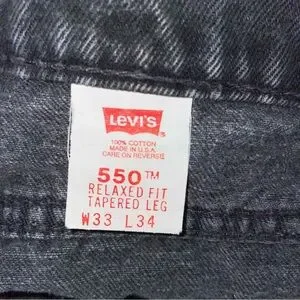 Levi's
100% COTTON
MADE IN U.S.A.
CARE ON REVERSE
550™
RELAXED FIT
TAPERED LEG
W33 L34